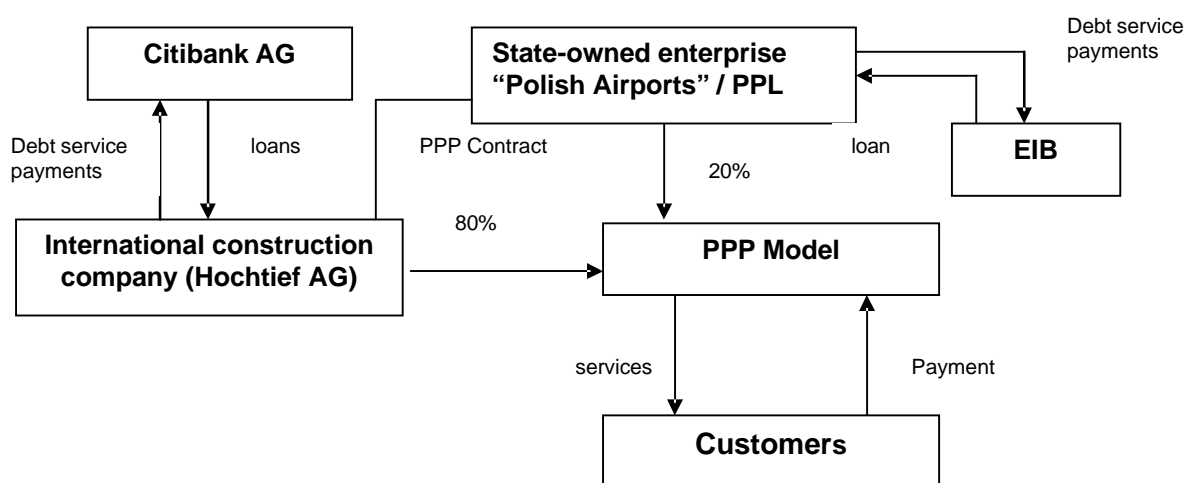 Debt service
payments
Citibank AG
State-owned enterprise
“Polish Airports” / PPL
Debt service
payments
loans
PPP Contract
loan
EIB
20%
80%
International construction
company (Hochtief AG)
PPP Model
services
Payment
Customers